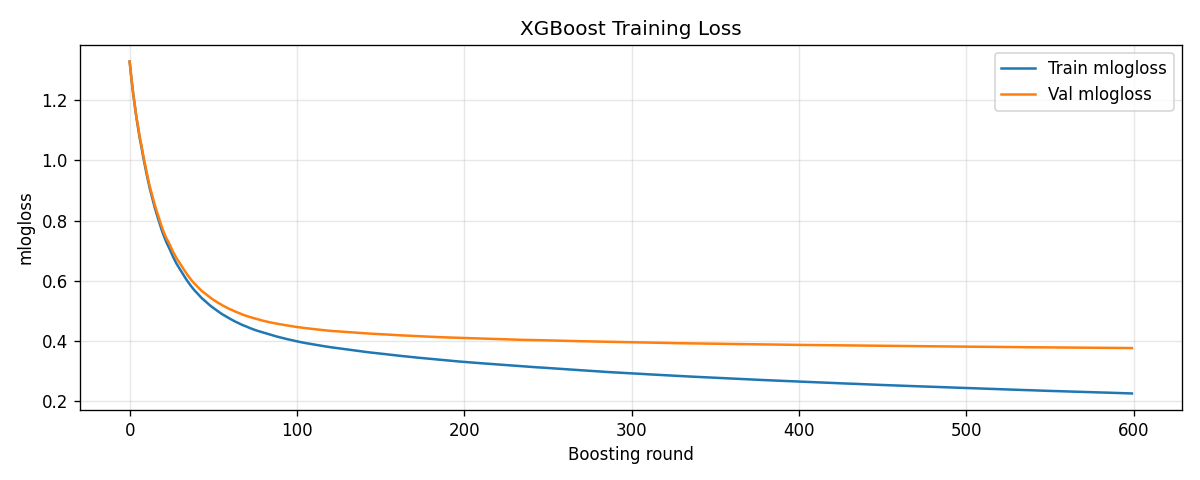 XGBoost Training Loss
Train mlogloss
Val mlogloss
mlogloss
1.2
1.0
0.8
0.6
0.4
0.2
0 100 200 300 400 500 600
Boosting round